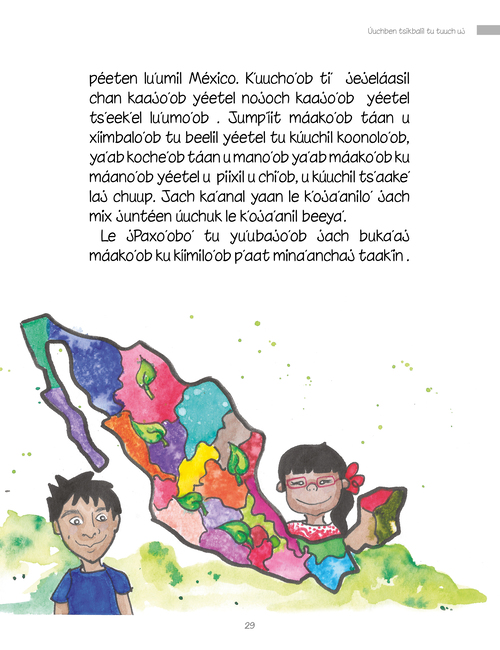 Úuchben tsikbalil tu tuuch uj
péeten lu'umil México. K'uucho'ob ti' jejeláasil
chan kaajo'ob yéetel nojoch kaajo'ob yéetel
ts'eek'el lu'umo'ob . Jump'iit máako'ob táan u
xíimbalo'ob tu beelil yéetel tu kúuchil koonolo'ob,
ya'ab koche'ob táan u mano'ob ya'ab máako'ob ku
máano'ob yéetel u piixil u chi'ob, u kúuchil ts'aake'
laj chuup. Jach ka'anal yaan le k'oja'anilo' jach
mix juntéen úuchuk le k'oja'anil beeya'.
Le jPaxo'obo' tu yu'ubajo'ob jach buka'aj
máako'ob ku kíimilo'ob p'aat mina'anchaj taak'in .
29